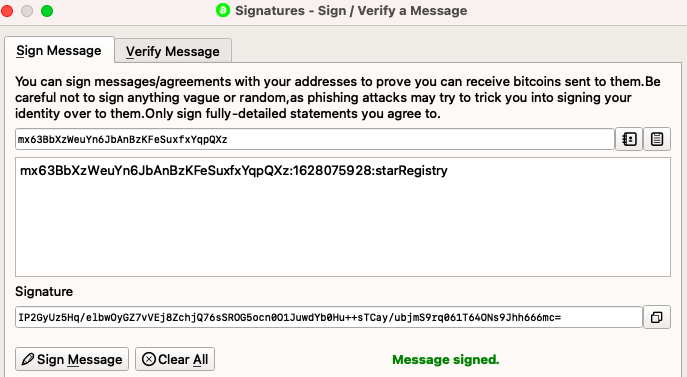 Signatures - Sign / Verify a Message
Sign Message
Verify Message
You can sign messages/agreements with your addresses to prove you can receive bitcoins sent to them.Be
careful not to sign anything vague or random,as phishing attacks may try to trick you into signing your
identity over to them.Only sign fully-detailed statements you agree to.
mx63BbXzWeuYn6JbAnBzKFeSuxfxYqpQXz
mx63BbXzWeuYn6JbAnBzKFeSuxfxYqpQXz:1628075928:starRegistry
Signature
IP2GyUz5Hq/elbwOyGZ7vVEj8ZchjQ76sSROG5ocn0O1JuwdYb0Hu++sTCay/ubjmS9rq061T64ONs9Jhh666mc=
Sign Message
Clear All
Message signed.